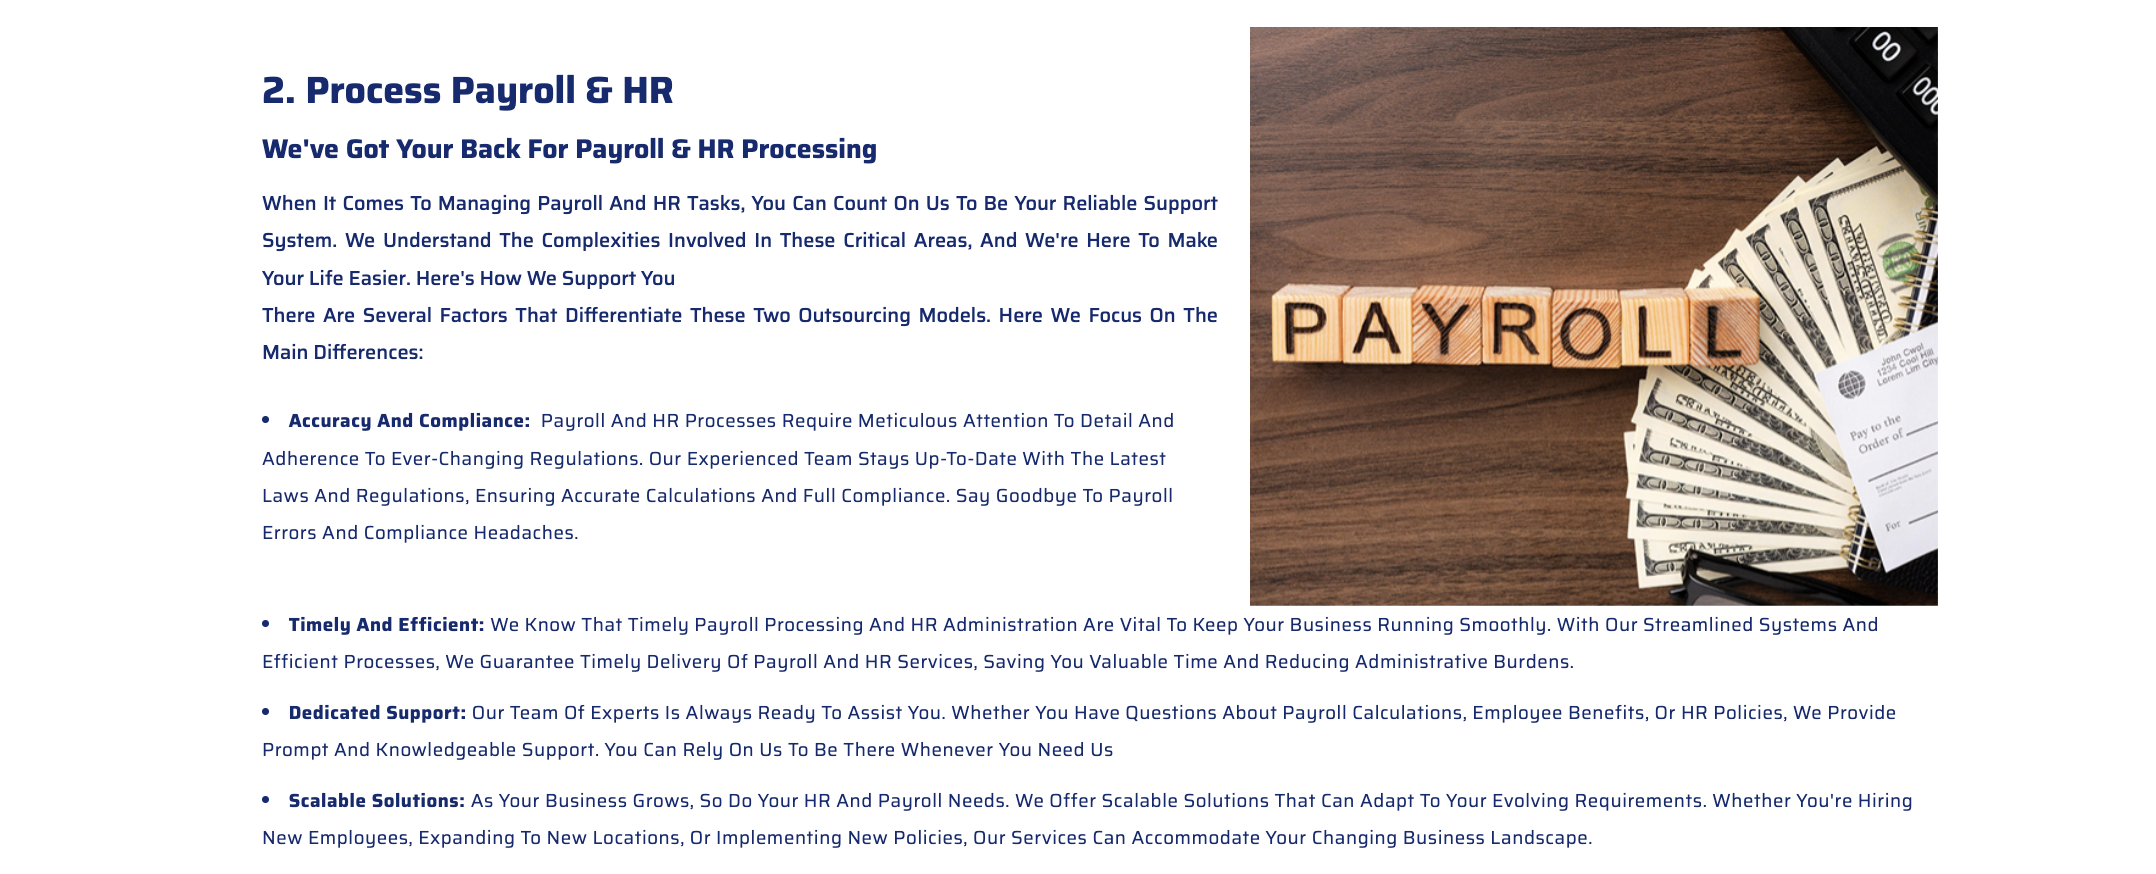 2. Process Payroll & HR
We've Got Your Back For Payroll & HR Processing
When It Comes To Managing Payroll And HR Tasks, You Can Count On Us To Be Your Reliable Support
System. We Understand The Complexities Involved In These Critical Areas, And We're Here To Make
Your Life Easier. Here's How We Support You
There Are Several Factors That Differentiate These Two Outsourcing Models. Here We Focus On The
Main Differences:
• Accuracy And Compliance: Payroll And HR Processes Require Meticulous Attention To Detail And
Adherence To Ever-Changing Regulations. Our Experienced Team Stays Up-To-Date With The Latest
Laws And Regulations, Ensuring Accurate Calculations And Full Compliance. Say Goodbye To Payroll
Errors And Compliance Headaches.
00
000
PAYROLL
John Cwol
1234 Cool Hill
Lorem Lim City
Pay to the
Order of
For
• Timely And Efficient: We Know That Timely Payroll Processing And HR Administration Are Vital To Keep Your Business Running Smoothly. With Our Streamlined Systems And
Efficient Processes, We Guarantee Timely Delivery Of Payroll And HR Services, Saving You Valuable Time And Reducing Administrative Burdens.
• Dedicated Support: Our Team Of Experts Is Always Ready To Assist You. Whether You Have Questions About Payroll Calculations, Employee Benefits, Or HR Policies, We Provide
Prompt And Knowledgeable Support. You Can Rely On Us To Be There Whenever You Need Us
• Scalable Solutions: As Your Business Grows, So Do Your HR And Payroll Needs. We Offer Scalable Solutions That Can Adapt To Your Evolving Requirements. Whether You're Hiring
New Employees, Expanding To New Locations, Or Implementing New Policies, Our Services Can Accommodate Your Changing Business Landscape.